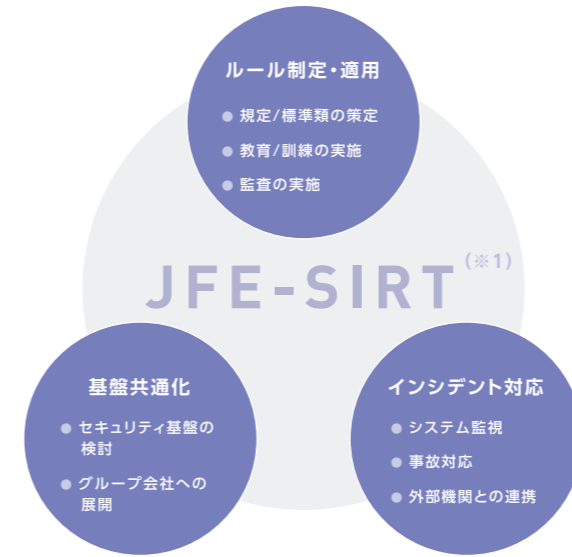 ルール制定・適用
● 規定/標準類の策定
● 教育/訓練の実施
● 監査の実施
JFE-SIRT(※1)
基盤共通化
● セキュリティ基盤の
検討
● グループ会社への
展開
インシデント対応
● システム監視
● 事故対応
● 外部機関との連携